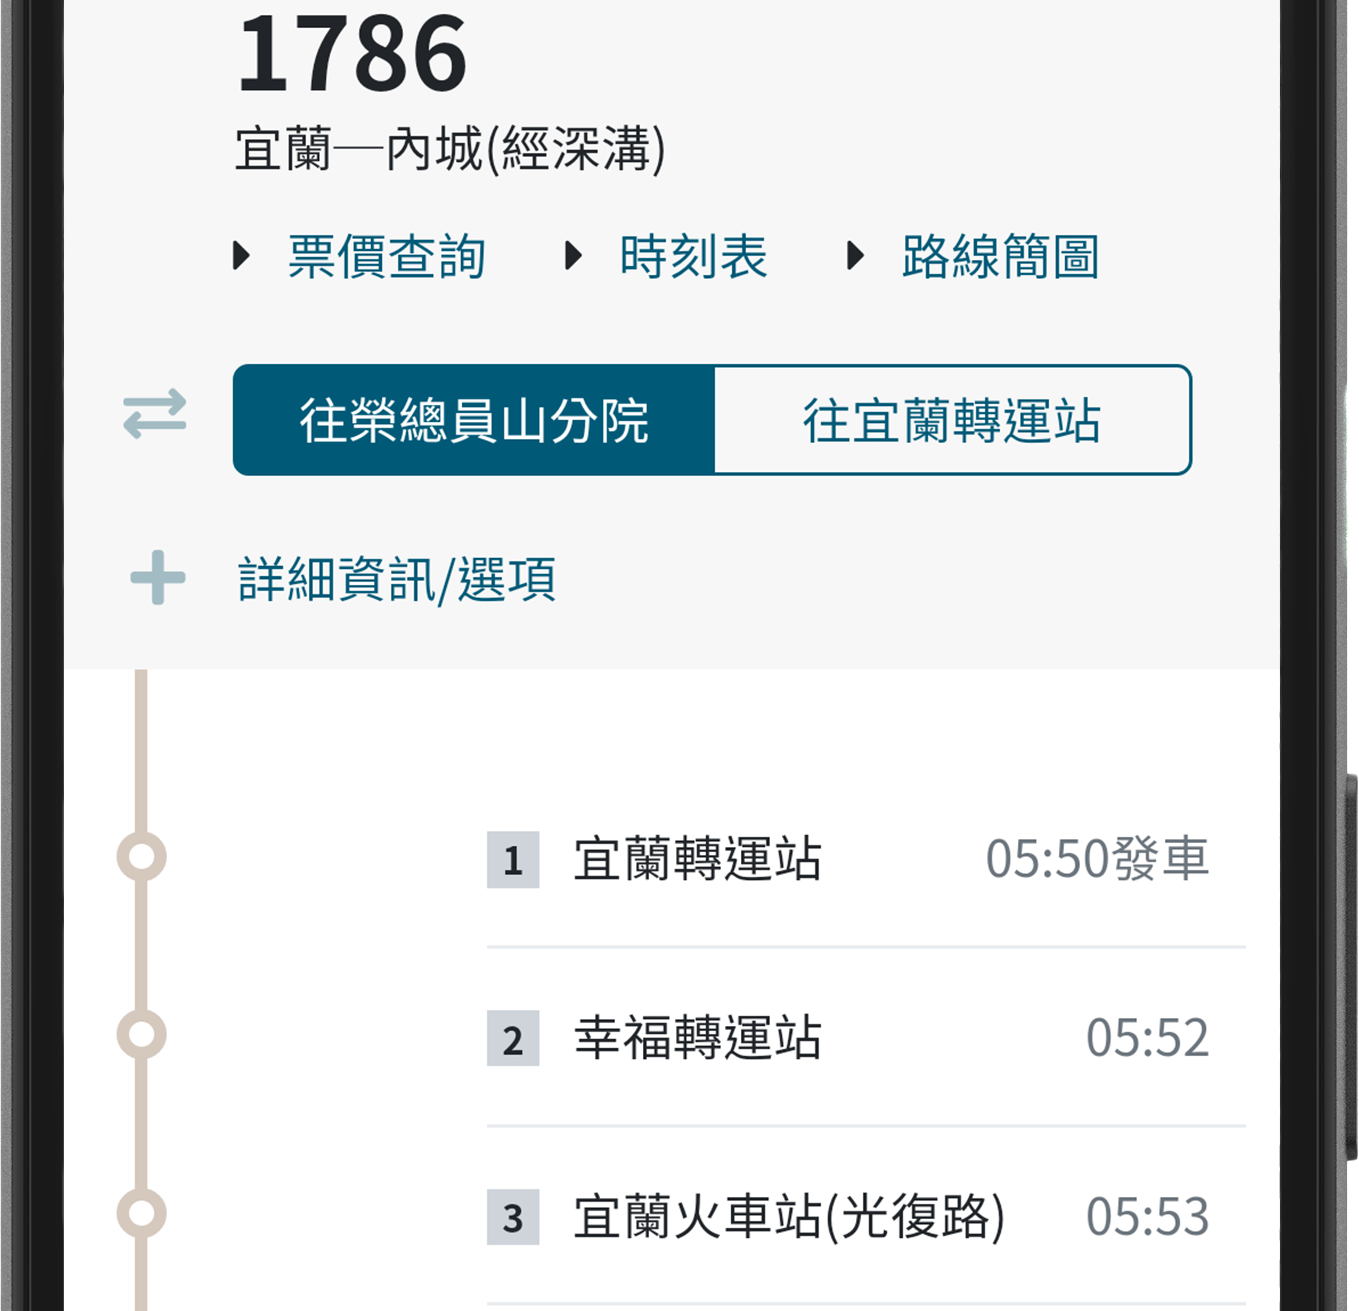 1786
宜蘭─內城(經深溝)
票價查詢 時刻表 路線簡圖
往榮總員山分院 往宜蘭轉運站
詳細資訊/選項
1 宜蘭轉運站 05:50發車
2 幸福轉運站 05:52
3 宜蘭火車站(光復路) 05:53